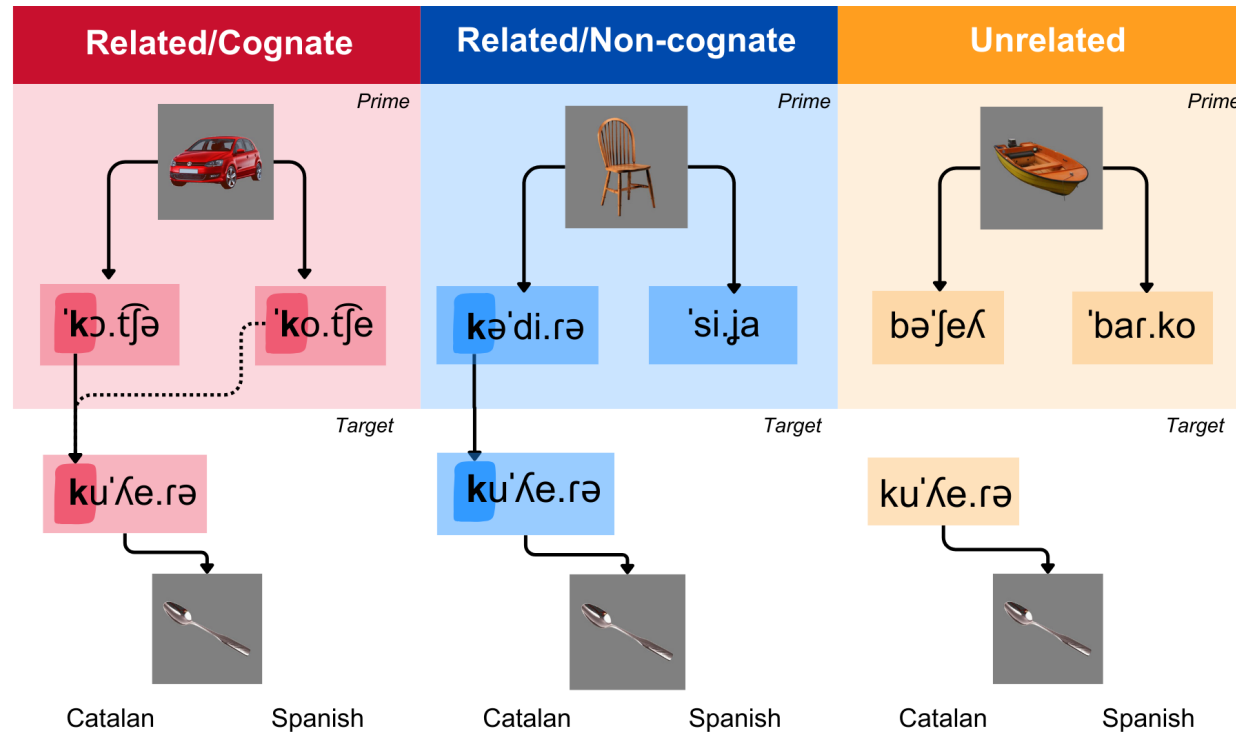 Related/Cognate
Related/Non-cognate
Unrelated
Prime
Prime
Prime
ˈkɔ.t͡ʃə
ˈko.t͡ʃe
kəˈdi.ɾə
ˈsi.ʝa
bəˈʃeʎ
ˈbaɾ.ko
Target
Target
Target
kuˈʎe.ɾə
kuˈʎe.ɾə
kuˈʎe.ɾə
Catalan
Spanish
Catalan
Spanish
Catalan
Spanish